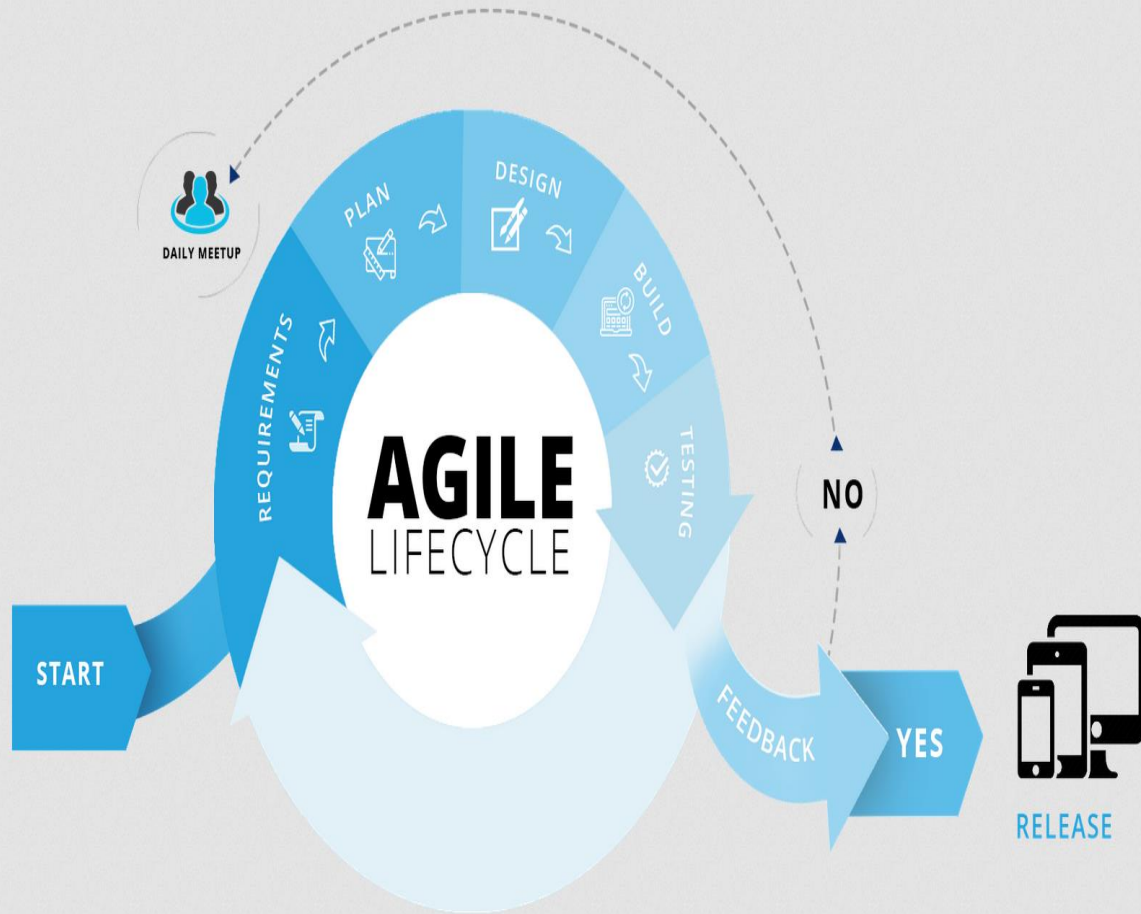 DAILY MEETUP
REQUIREMENTS
PLAN
DESIGN
BUILD
TESTING
AGILE
LIFECYCLE
NO
START
FEEDBACK
YES
RELEASE